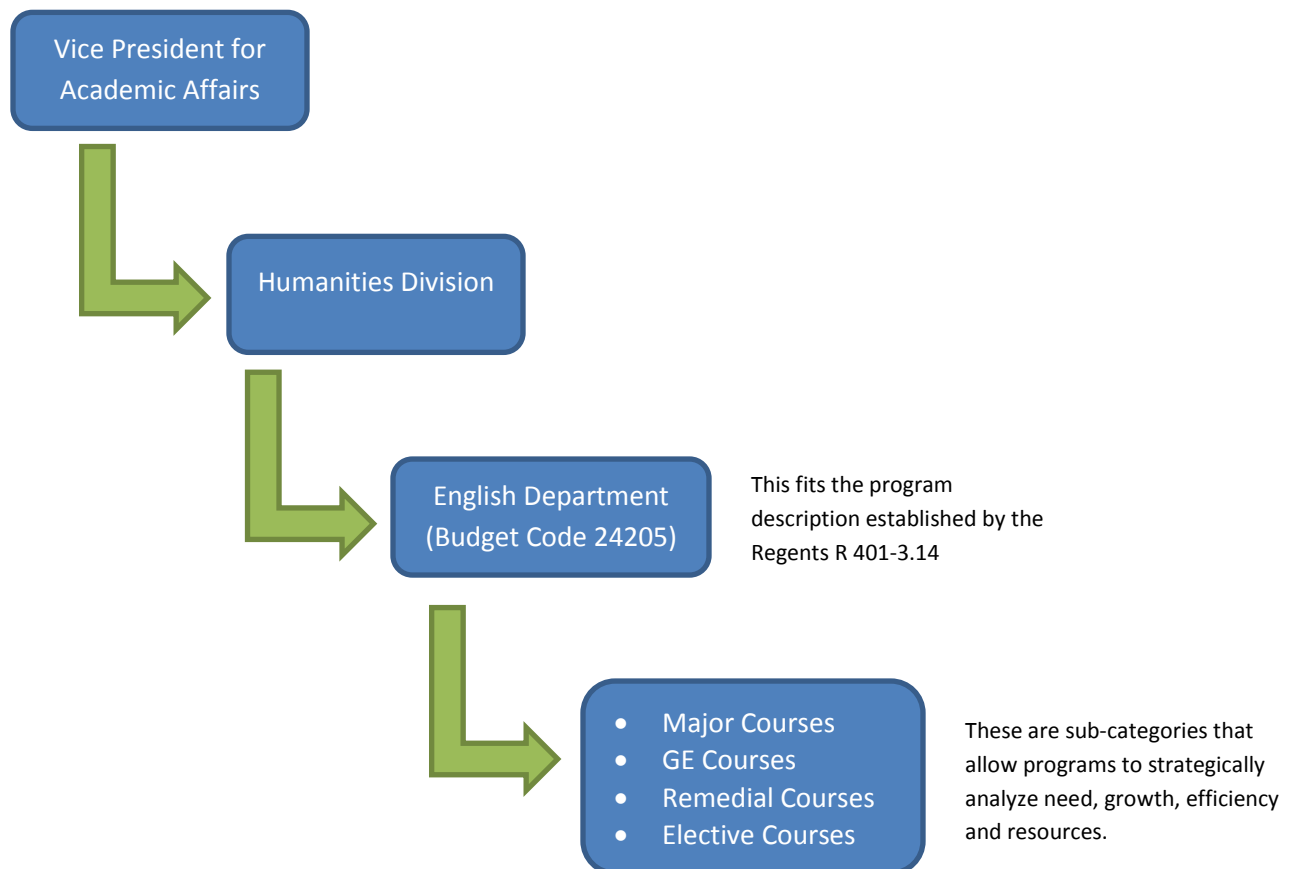 Vice President for
Academic Affairs
Humanities Division
English Department
(Budget Code 24205)
This fits the program
description established by the
Regents R 401-3.14
• Major Courses
• GE Courses
• Remedial Courses
• Elective Courses
These are sub-categories that
allow programs to strategically
analyze need, growth, efficiency
and resources.